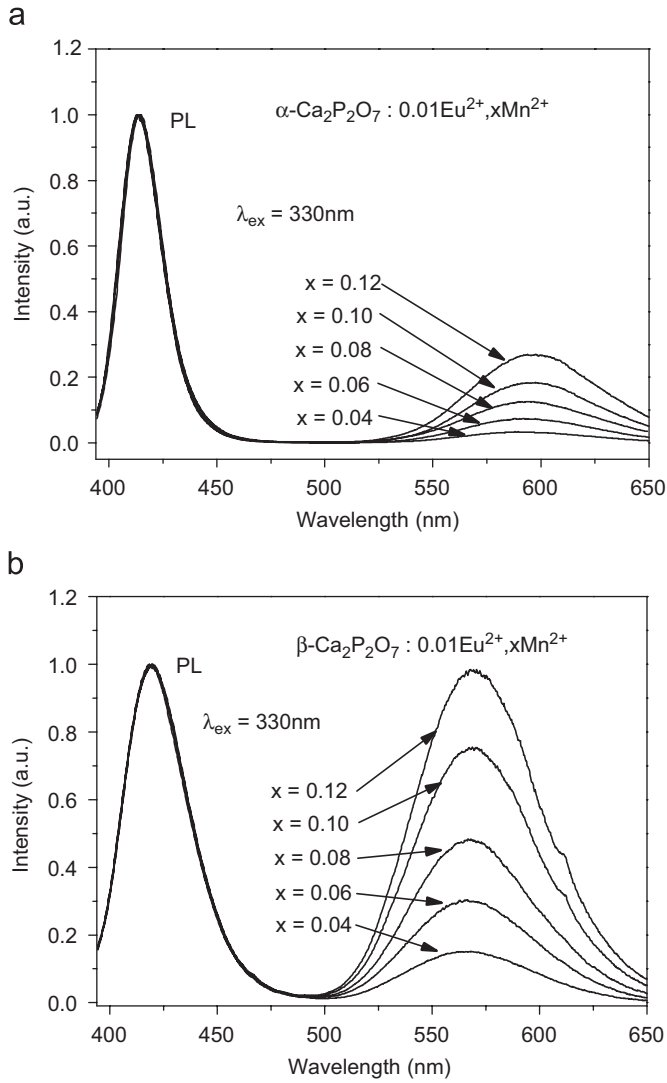 a
1.2
1.0
0.8
0.6
0.4
0.2
0.0
Intensity (a.u.)
PL
α-Ca₂P₂O₇ : 0.01Eu²⁺,xMn²⁺
λex = 330nm
x = 0.12
x = 0.10
x = 0.08
x = 0.06
x = 0.04
400 450 500 550 600 650
Wavelength (nm)
b
1.2
1.0
0.8
0.6
0.4
0.2
0.0
Intensity (a.u.)
PL
β-Ca₂P₂O₇ : 0.01Eu²⁺,xMn²⁺
λex = 330nm
x = 0.12
x = 0.10
x = 0.08
x = 0.06
x = 0.04
400 450 500 550 600 650
Wavelength (nm)